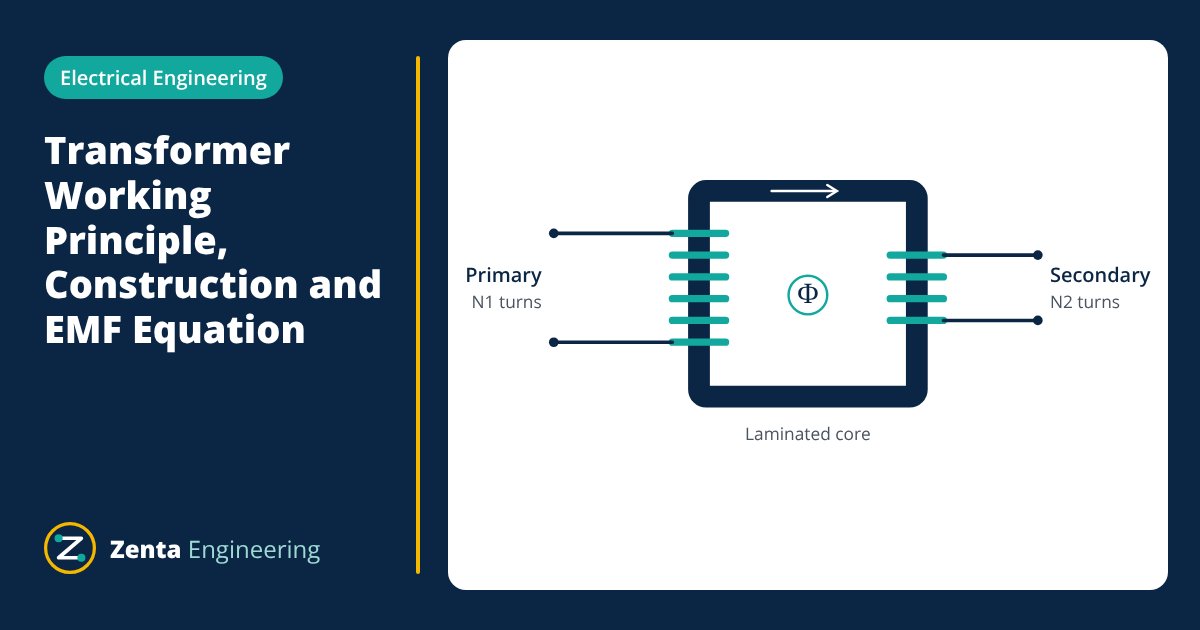 Electrical Engineering
Transformer
Working
Principle,
Construction and
EMF Equation
Zenta Engineering
Primary
N1 turns
Φ
Secondary
N2 turns
Laminated core